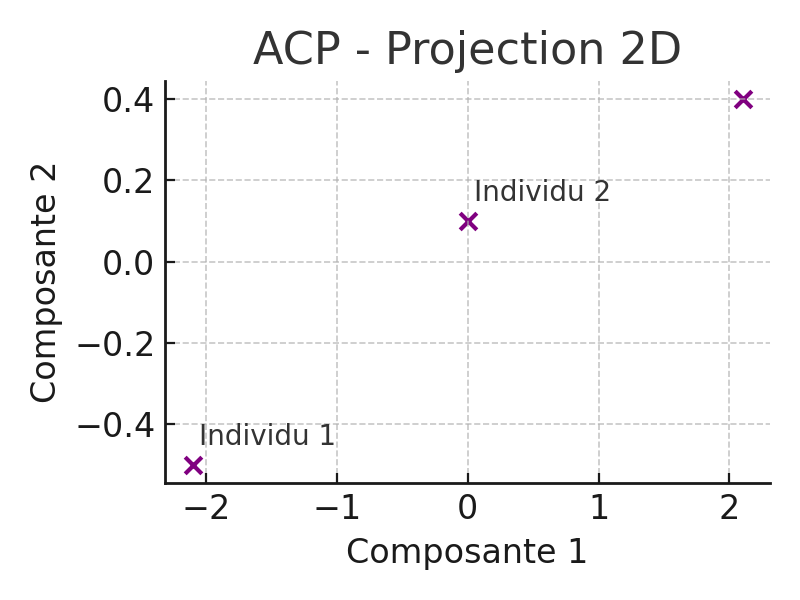 ACP - Projection 2D
Composante 2
0.4
0.2
0.0
−0.2
−0.4
Individu 2
Individu 1
−2 −1 0 1 2
Composante 1